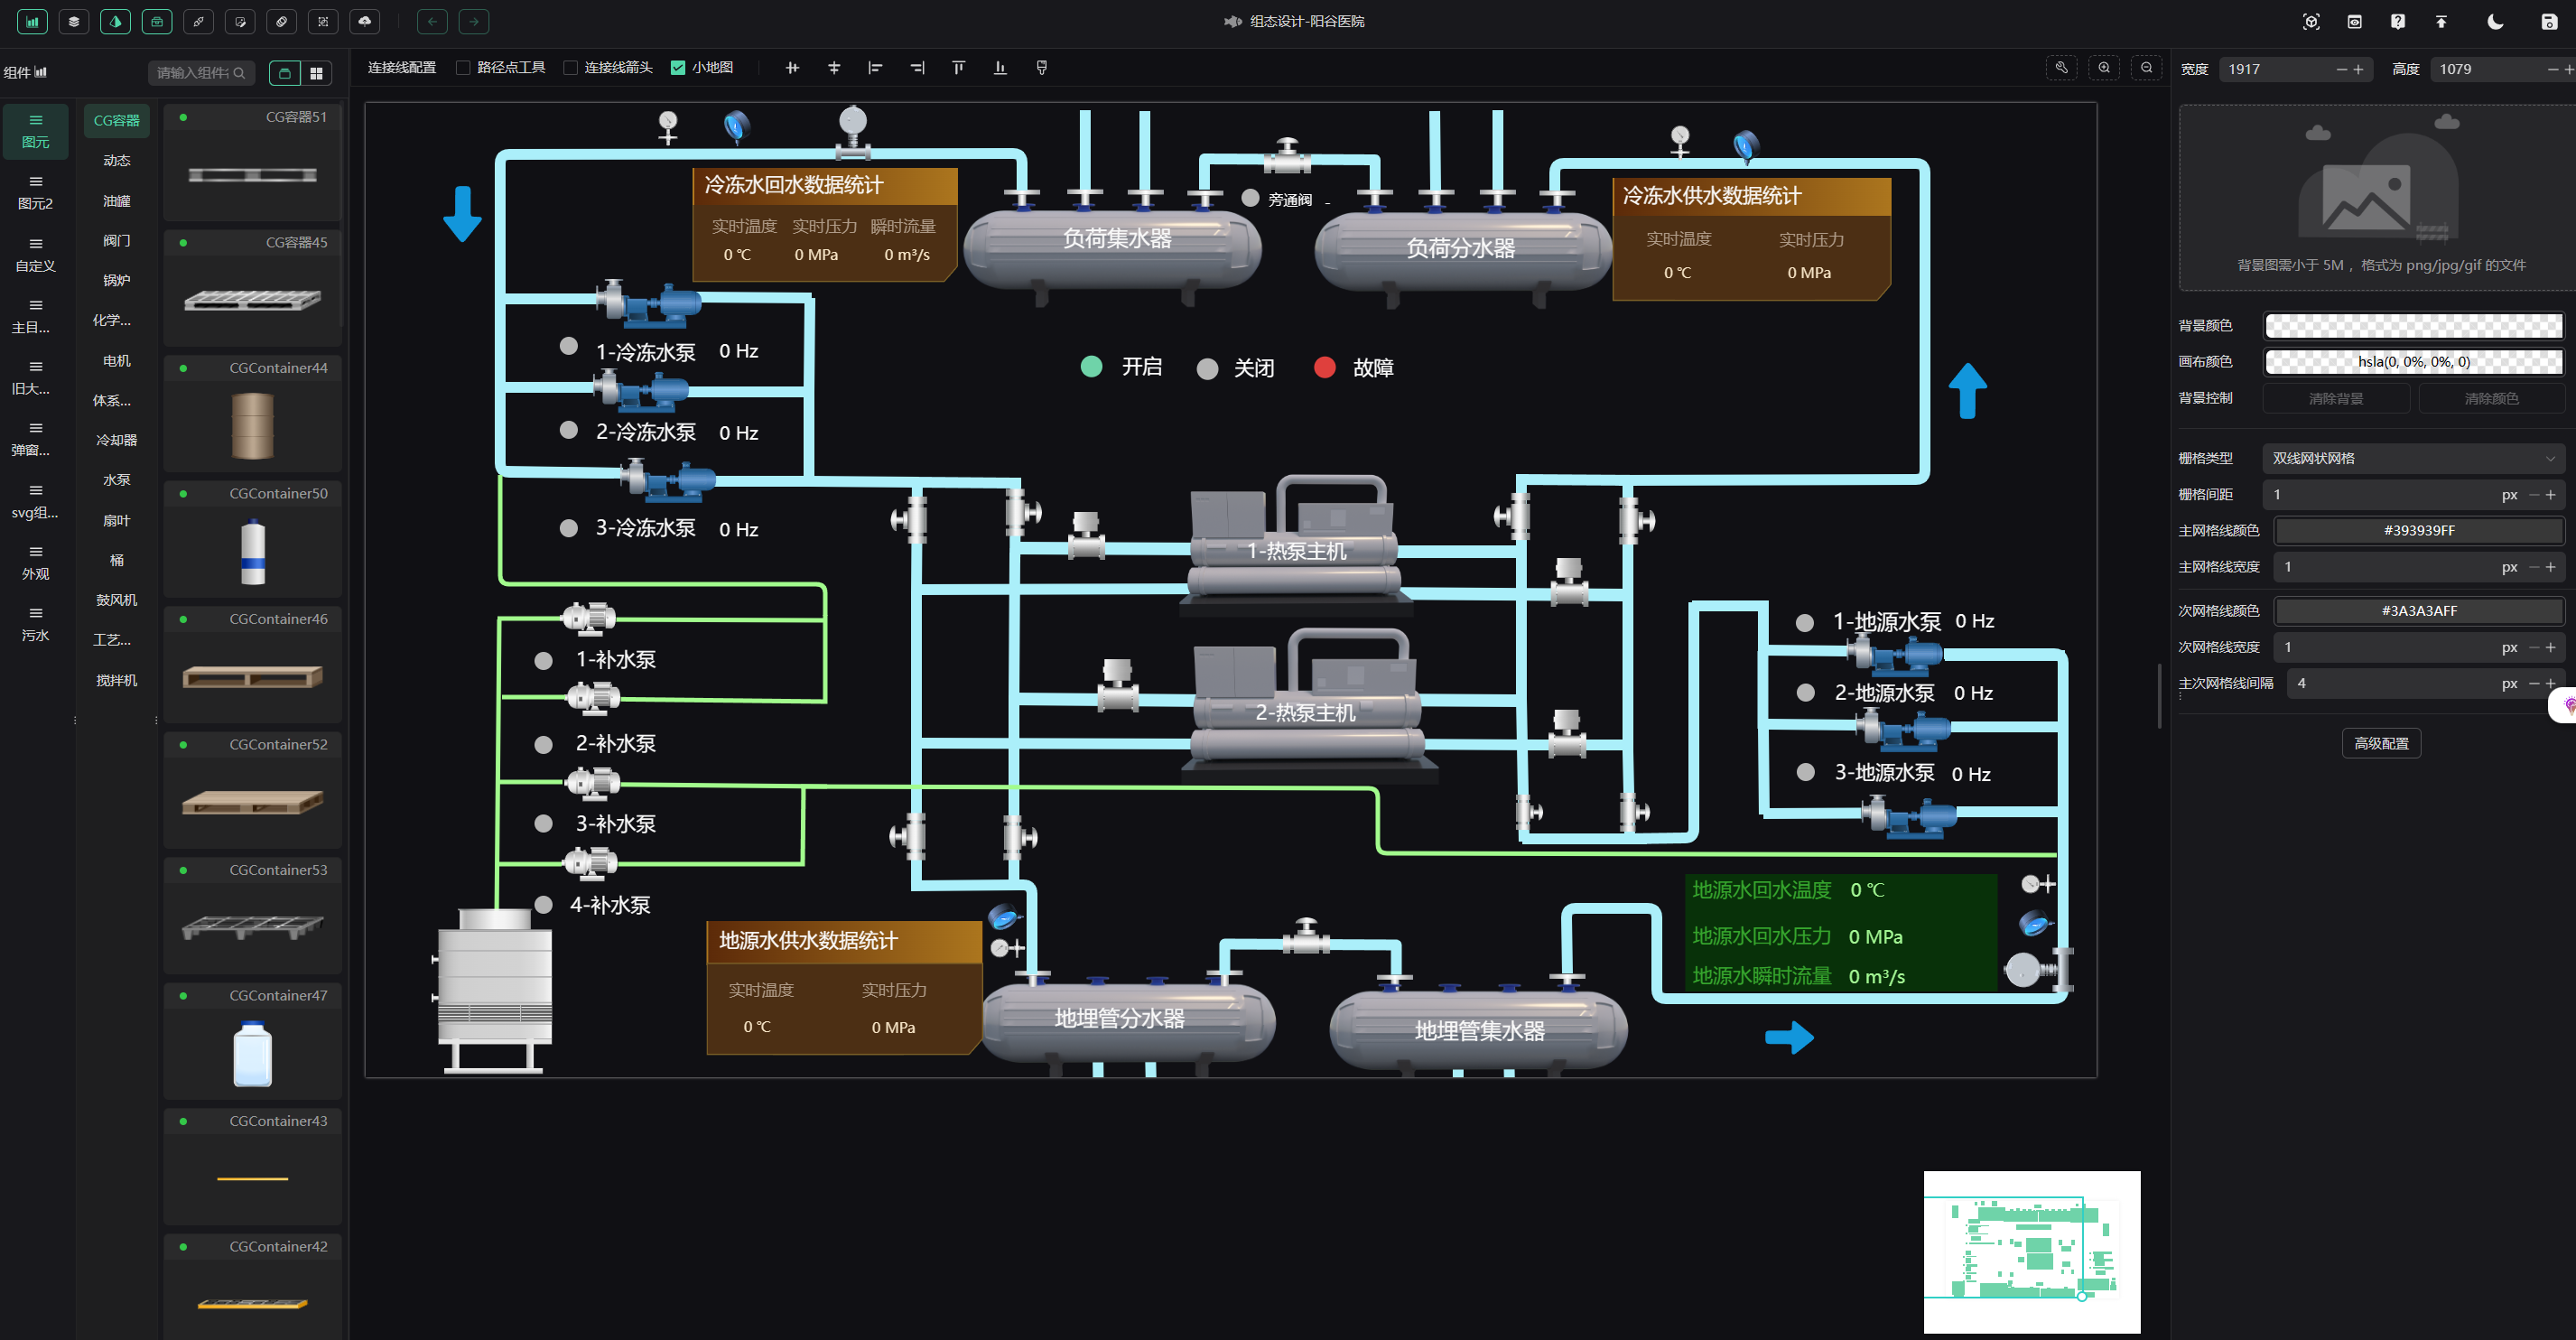 组态设计-阳谷医院
组件
请输入组件
连接线配置
路径点工具
连接线箭头
小地图
宽度 1917
高度 1079
图元
图元2
自定义
主目...
旧大...
弹窗...
svg组...
外观
污水
CG容器
动态
油罐
阀门
锅炉
化学...
电机
体系...
冷却器
水泵
扇叶
桶
鼓风机
工艺...
搅拌机
CG容器51
CG容器45
CGContainer44
CGContainer50
CGContainer46
CGContainer52
CGContainer53
CGContainer47
CGContainer43
CGContainer42
冷冻水回水数据统计
实时温度 实时压力 瞬时流量
0 ℃ 0 MPa 0 m³/s
负荷集水器
旁通阀 -
负荷分水器
冷冻水供水数据统计
实时温度 实时压力
0 ℃ 0 MPa
1-冷冻水泵 0 Hz
2-冷冻水泵 0 Hz
3-冷冻水泵 0 Hz
开启 关闭 故障
1-热泵主机
2-热泵主机
1-补水泵
2-补水泵
3-补水泵
4-补水泵
1-地源水泵 0 Hz
2-地源水泵 0 Hz
3-地源水泵 0 Hz
地源水供水数据统计
实时温度 实时压力
0 ℃ 0 MPa
地埋管分水器
地埋管集水器
地源水回水温度 0 ℃
地源水回水压力 0 MPa
地源水瞬时流量 0 m³/s
背景图需小于 5M ，格式为 png/jpg/gif 的文件
背景颜色
画布颜色 hsla(0, 0%, 0%, 0)
背景控制 清除背景 清除颜色
栅格类型 双线网状网格
栅格间距 1 px
主网格线颜色 #393939FF
主网格线宽度 1 px
次网格线颜色 #3A3A3AFF
次网格线宽度 1 px
主次网格线间隔 4 px
高级配置